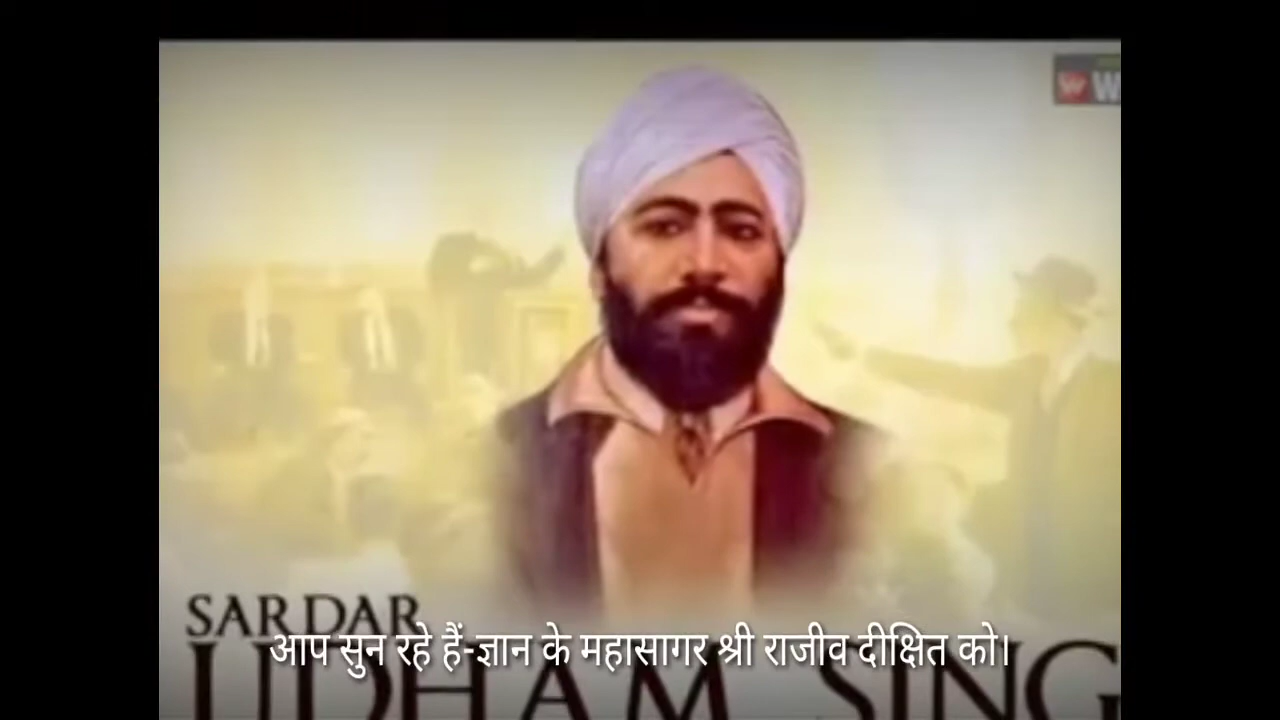 W
SARDAR
आप सुन रहे हैं-ज्ञान के महासागर श्री राजीव दीक्षित को।
UDHAM SING